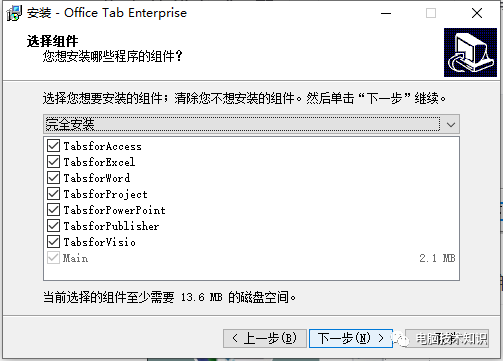 安装 - Office Tab Enterprise
选择组件
您想安装哪些程序的组件？
选择您想要安装的组件；清除您不想安装的组件。然后单击“下一步”继续。
完全安装
TabsforAccess
TabsforExcel
TabsforWord
TabsforProject
TabsforPowerPoint
TabsforPublisher
TabsforVisio
Main 2.1 MB
当前选择的组件至少需要 13.6 MB 的磁盘空间。
< 上一步(B) 下一步(N) >
电脑技术知识